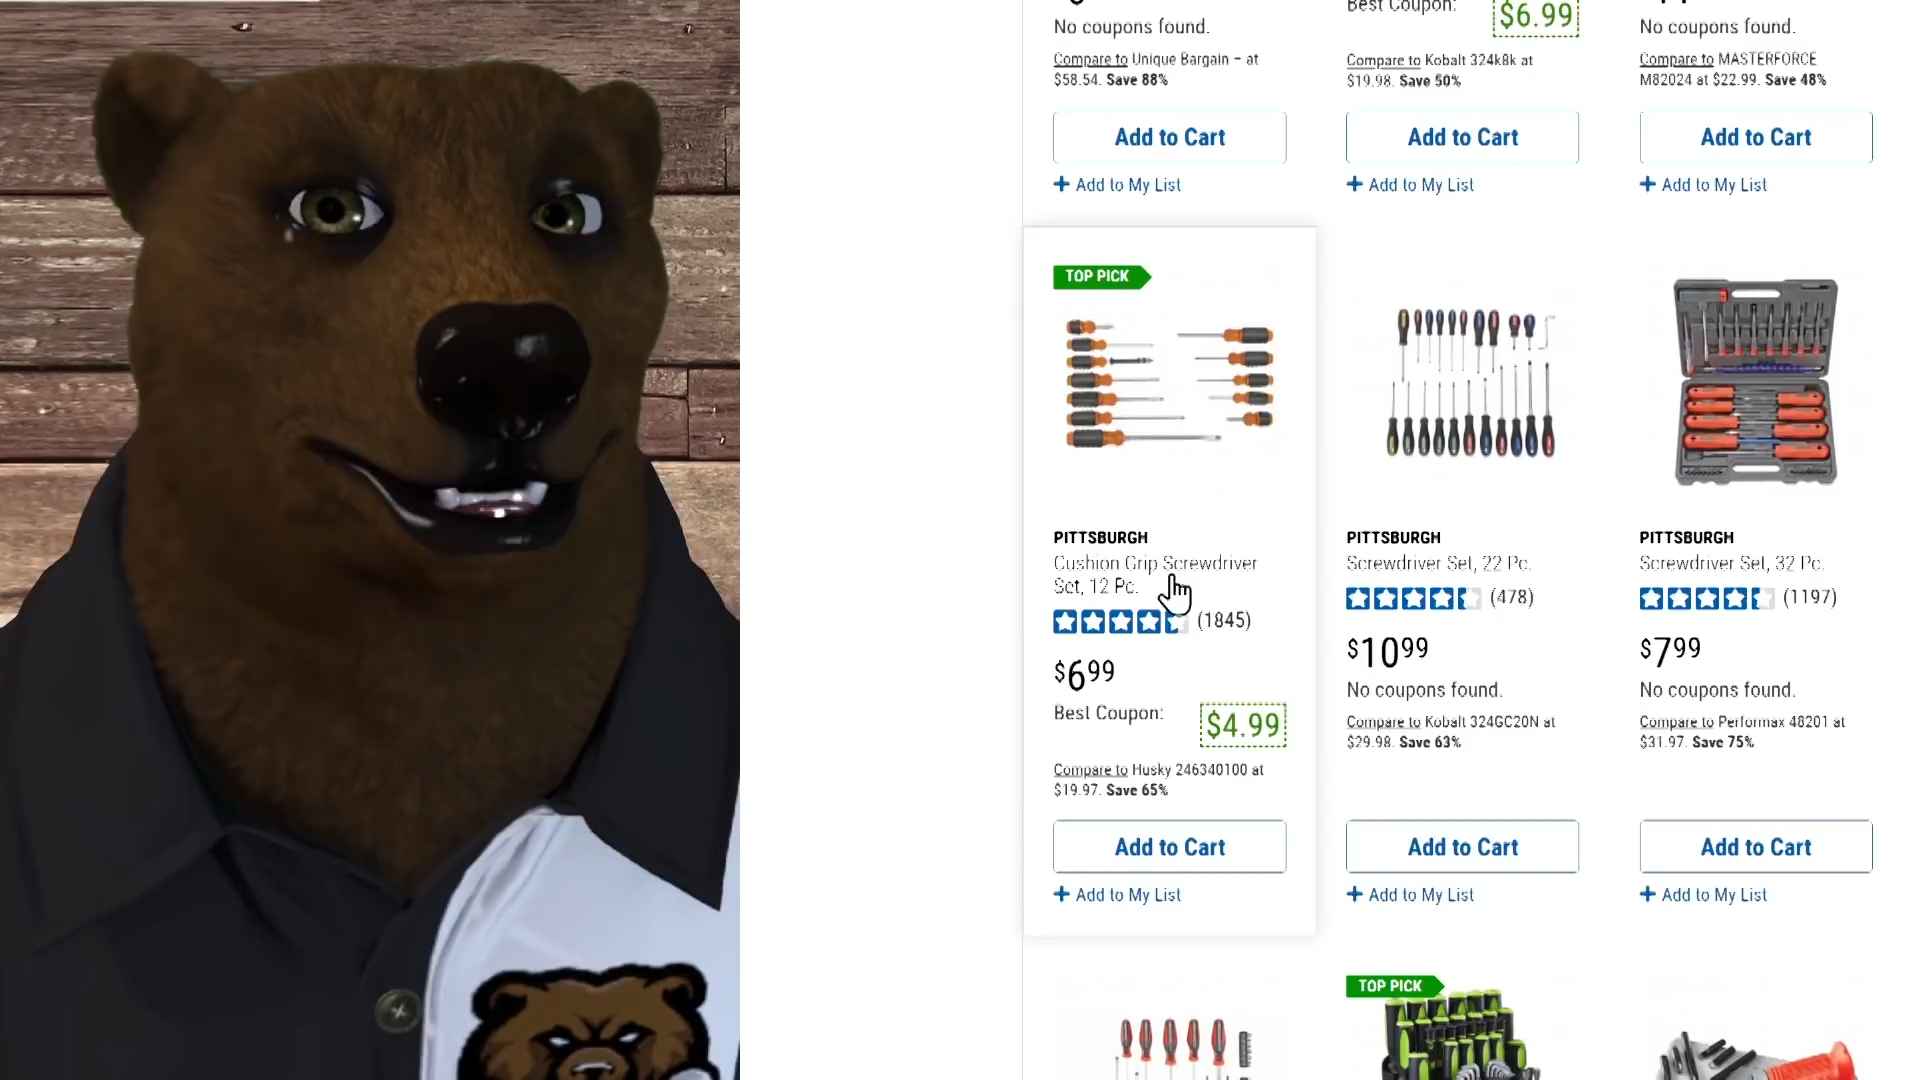 No coupons found.
Compare to Unique Bargain – at
$58.54. Save 88%
Add to Cart
+ Add to My List
Best Coupon:
$6.99
Compare to Kobalt 324k8k at
$19.98. Save 50%
Add to Cart
+ Add to My List
No coupons found.
Compare to MASTERFORCE
M82024 at $22.99. Save 48%
Add to Cart
+ Add to My List
TOP PICK
PITTSBURGH
Cushion Grip Screwdriver
Set, 12 Pc.
(1845)
$6.99
Best Coupon:
$4.99
Compare to Husky 246340100 at
$19.97. Save 65%
Add to Cart
+ Add to My List
PITTSBURGH
Screwdriver Set, 22 Pc.
(478)
$10.99
No coupons found.
Compare to Kobalt 324GC20N at
$29.98. Save 63%
Add to Cart
+ Add to My List
PITTSBURGH
Screwdriver Set, 32 Pc.
(1197)
$7.99
No coupons found.
Compare to Performax 48201 at
$31.97. Save 75%
Add to Cart
+ Add to My List
TOP PICK